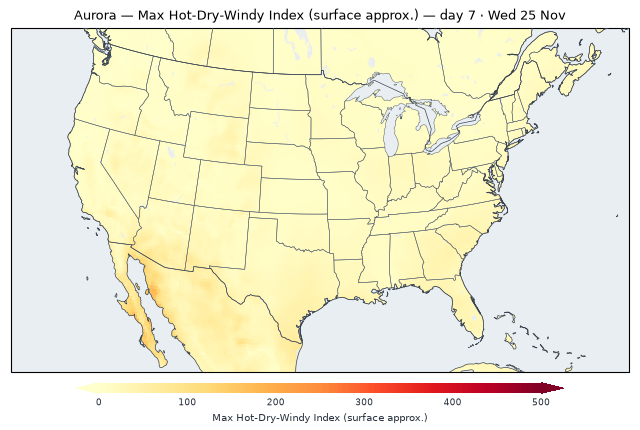 Aurora — Max Hot-Dry-Windy Index (surface approx.) — day 7 · Wed 25 Nov
0 100 200 300 400 500
Max Hot-Dry-Windy Index (surface approx.)